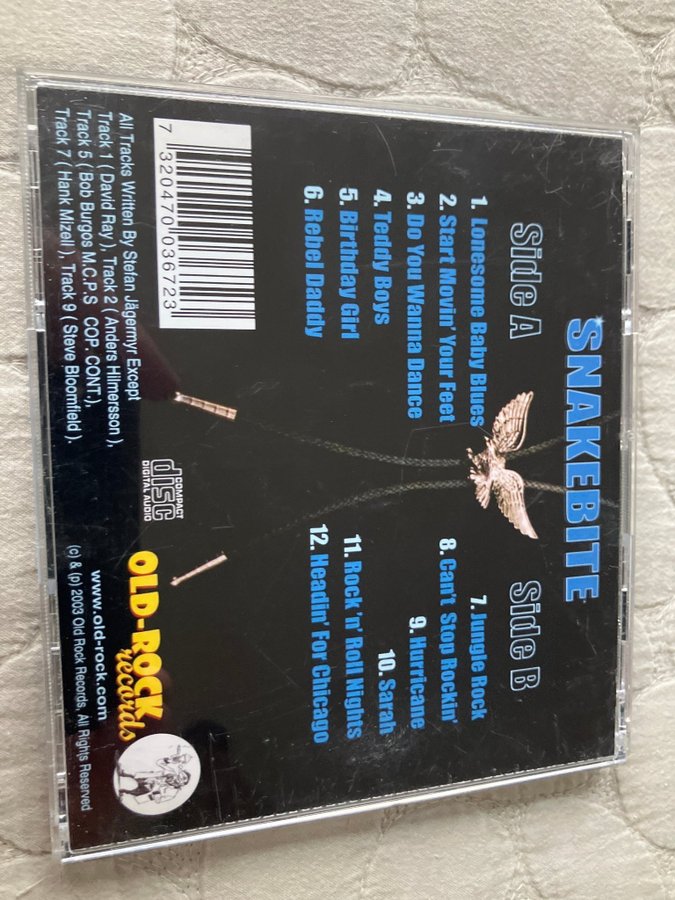 SNAKEBITE
Side A
1. Lonesome Baby Blues
2. Start Movin' Your Feet
3. Do You Wanna Dance
4. Teddy Boys
5. Birthday Girl
6. Rebel Daddy
Side B
7. Jungle Rock
8. Can't Stop Rockin'
9. Hurricane
10. Sarah
11. Rock 'n' Roll Nights
12. Headin' For Chicago
7 320470 036723
COMPACT
disc
DIGITAL AUDIO
OLD-ROCK
records
All Tracks Written By Stefan Jägermyr Except
Track 1 ( David Ray ), Track 2 ( Anders Hilmersson ),
Track 5 ( Bob Burgos M.C.P.S COP. CONT.),
Track 7 ( Hank Mizell ), Track 9 ( Steve Bloomfield ),
www.old-rock.com
(c) & (p) 2003 Old Rock Records, All Rights Reserved